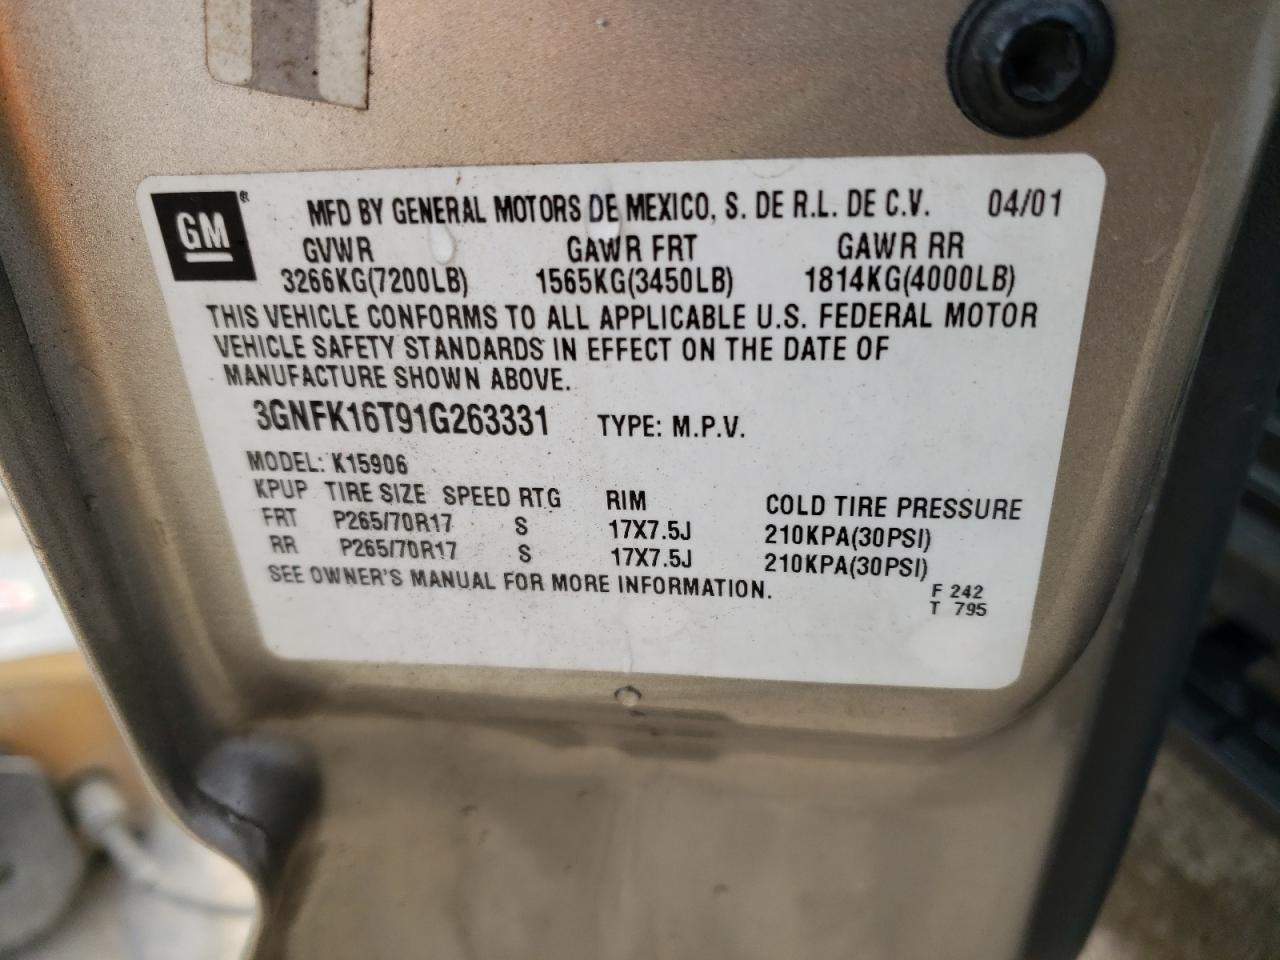 GM ® MFD BY GENERAL MOTORS DE MEXICO, S. DE R.L. DE C.V. 04/01
GVWR GAWR FRT GAWR RR
3266KG(7200LB) 1565KG(3450LB) 1814KG(4000LB)
THIS VEHICLE CONFORMS TO ALL APPLICABLE U.S. FEDERAL MOTOR
VEHICLE SAFETY STANDARDS IN EFFECT ON THE DATE OF
MANUFACTURE SHOWN ABOVE.
3GNFK16T91G263331 TYPE: M.P.V.
MODEL: K15906
KPUP TIRE SIZE SPEED RTG RIM COLD TIRE PRESSURE
FRT P265/70R17 S 17X7.5J 210KPA(30PSI)
RR P265/70R17 S 17X7.5J 210KPA(30PSI)
SEE OWNER'S MANUAL FOR MORE INFORMATION.
F 242
T 795